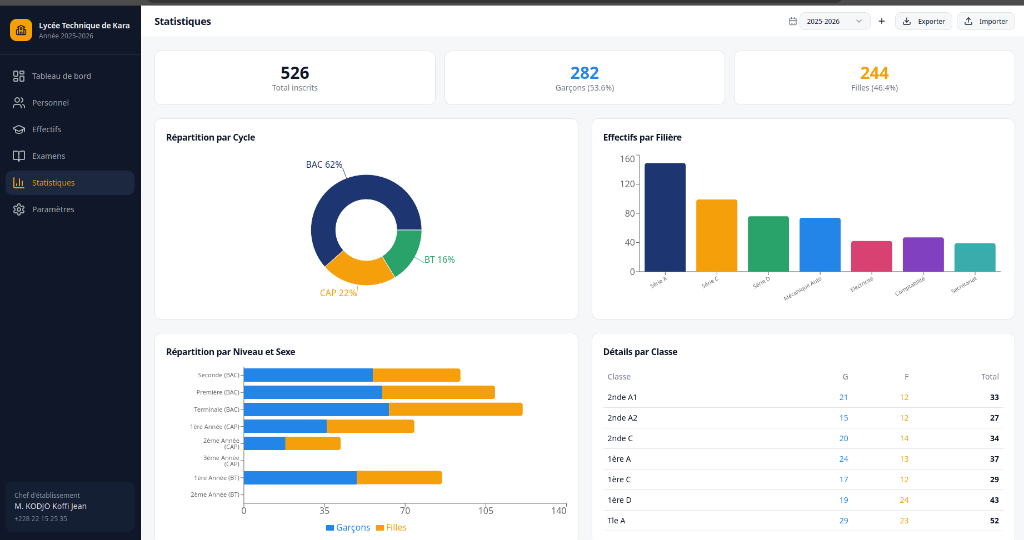 Lycée Technique de Kara
Année 2025-2026
Tableau de bord
Personnel
Effectifs
Examens
Statistiques
Paramètres
Chef d'établissement
M. KODJO Koffi Jean
+228 22 15 25 35
Statistiques
2025-2026
+
Exporter
Importer
526
Total inscrits
282
Garçons (53.6%)
244
Filles (46.4%)
Répartition par Cycle
BAC 62%
BT 16%
CAP 22%
Effectifs par Filière
160
120
80
40
0
Série A
Série C
Série D
Mécanique Auto
Electricité
Comptabilité
Secrétariat
Répartition par Niveau et Sexe
Seconde (BAC)
Première (BAC)
Terminale (BAC)
1ère Année (CAP)
2ème Année
(CAP)
3ème Année
(CAP)
1ère Année (BT)
2ème Année (BT)
0 35 70 105 140
Garçons Filles
Détails par Classe
Classe G F Total
2nde A1 21 12 33
2nde A2 15 12 27
2nde C 20 14 34
1ère A 24 13 37
1ère C 17 12 29
1ère D 19 24 43
Tle A 29 23 52